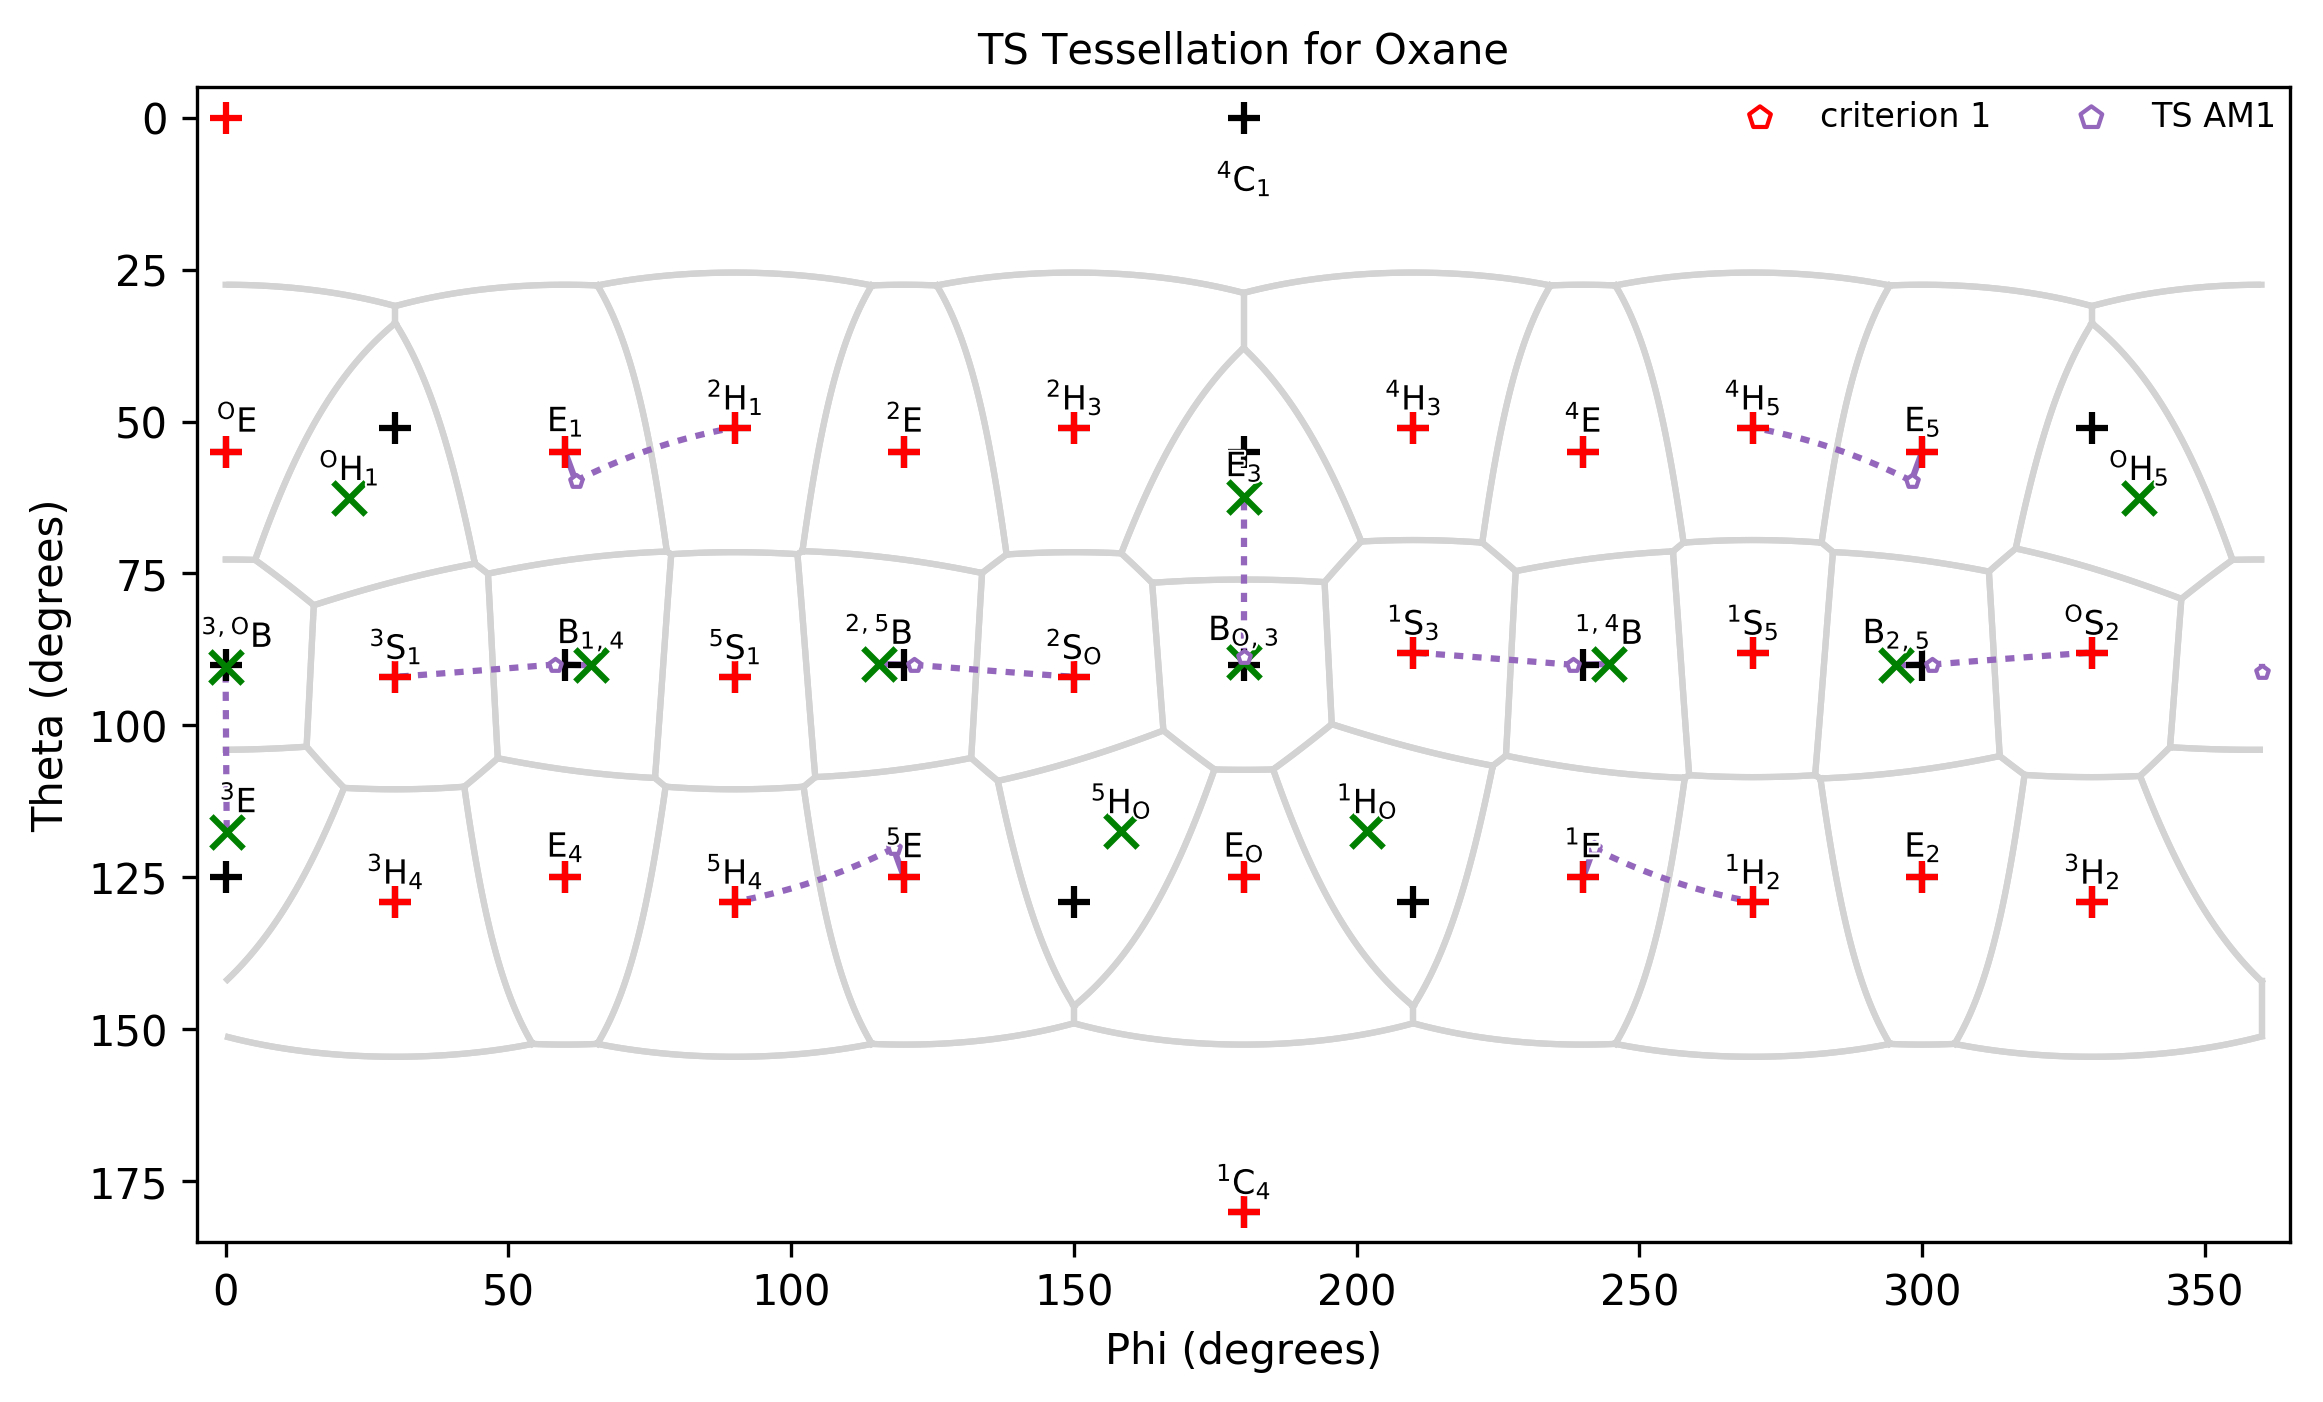 TS Tessellation for Oxane
criterion 1
TS AM1
⁴C₁
²H₁ ²H₃ ⁴H₃ ⁴H₅
ᴼE E₁ ²E ⁴E E₅
ᴼH₁ E₃ ᴼH₅
³,ᴼB ³S₁ B₁,₄ ⁵S₁ ²,⁵B ²Sₒ Bₒ,₃ ¹S₃ ¹,⁴B ¹S₅ B₂,₅ ᴼS₂
³E ⁵Hₒ ¹Hₒ
E₄ ⁵E Eₒ ¹E E₂
³H₄ ⁵H₄ ¹H₂ ³H₂
¹C₄
0
25
50
75
100
125
150
175
Theta (degrees)
0 50 100 150 200 250 300 350
Phi (degrees)